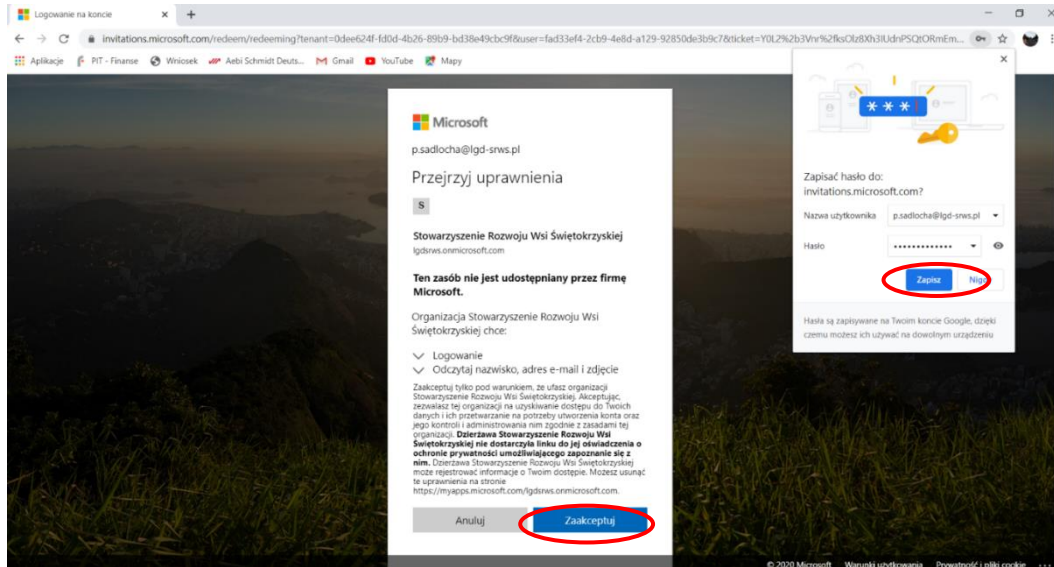 Logowanie na koncie
invitations.microsoft.com/redeem/redeeming?tenant=0dee624f-fd0d-4b26-89b9-bd38e49cbc9f&user=fad33ef4-2cb9-4e8d-a129-92850de3b9c7&ticket=
Aplikacje PIT - Finanse Wniosek Aebi Schmidt Deuts... Gmail YouTube Mapy
Microsoft
p.sadlocha@lgd-srws.pl
Przejrzyj uprawnienia
S
Stowarzyszenie Rozwoju Wsi Świętokrzyskiej
lgdsrws.onmicrosoft.com
Ten zasób nie jest udostępniany przez firmę
Microsoft.
Organizacja Stowarzyszenie Rozwoju Wsi
Świętokrzyskiej chce:
Logowanie
Odczytaj nazwisko, adres e-mail i zdjęcie
Zaakceptuj tylko pod warunkiem, że ufasz organizacji
Stowarzyszenie Rozwoju Wsi Świętokrzyskiej. Akceptując,
zezwalasz tej organizacji na uzyskiwanie dostępu do Twoich
danych i ich przetwarzanie na potrzeby utworzenia konta oraz
jego kontroli i administrowania nim zgodnie z zasadami tej
organizacji. Dzierżawa Stowarzyszenie Rozwoju Wsi
Świętokrzyskiej nie dostarczyła linku do jej oświadczenia o
ochronie prywatności umożliwiającego zapoznanie się z
nim. Dzierżawa Stowarzyszenie Rozwoju Wsi Świętokrzyskiej
może rejestrować informacje o Twoim dostępie. Możesz usunąć
te uprawnienia na stronie
https://myapps.microsoft.com/lgdsrws.onmicrosoft.com.
Anuluj Zaakceptuj
***
Zapisać hasło do:
invitations.microsoft.com?
Nazwa użytkownika p.sadlocha@lgd-srws.pl
Hasło •••••••••••••
Zapisz
Hasła są zapisywane na Twoim koncie Google, dzięki
czemu możesz ich używać na dowolnym urządzeniu
© 2020 Microsoft Warunki użytkowania Prywatność i pliki cookie ...